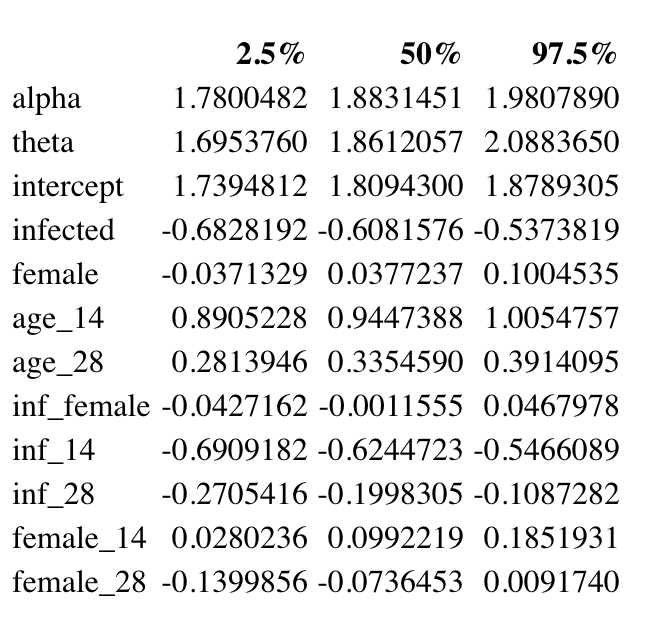 2.5% 50% 97.5%
alpha 1.7800482 1.8831451 1.9807890
theta 1.6953760 1.8612057 2.0883650
intercept 1.7394812 1.8094300 1.8789305
infected -0.6828192 -0.6081576 -0.5373819
female -0.0371329 0.0377237 0.1004535
age_14 0.8905228 0.9447388 1.0054757
age_28 0.2813946 0.3354590 0.3914095
inf_female -0.0427162 -0.0011555 0.0467978
inf_14 -0.6909182 -0.6244723 -0.5466089
inf_28 -0.2705416 -0.1998305 -0.1087282
female_14 0.0280236 0.0992219 0.1851931
female_28 -0.1399856 -0.0736453 0.0091740